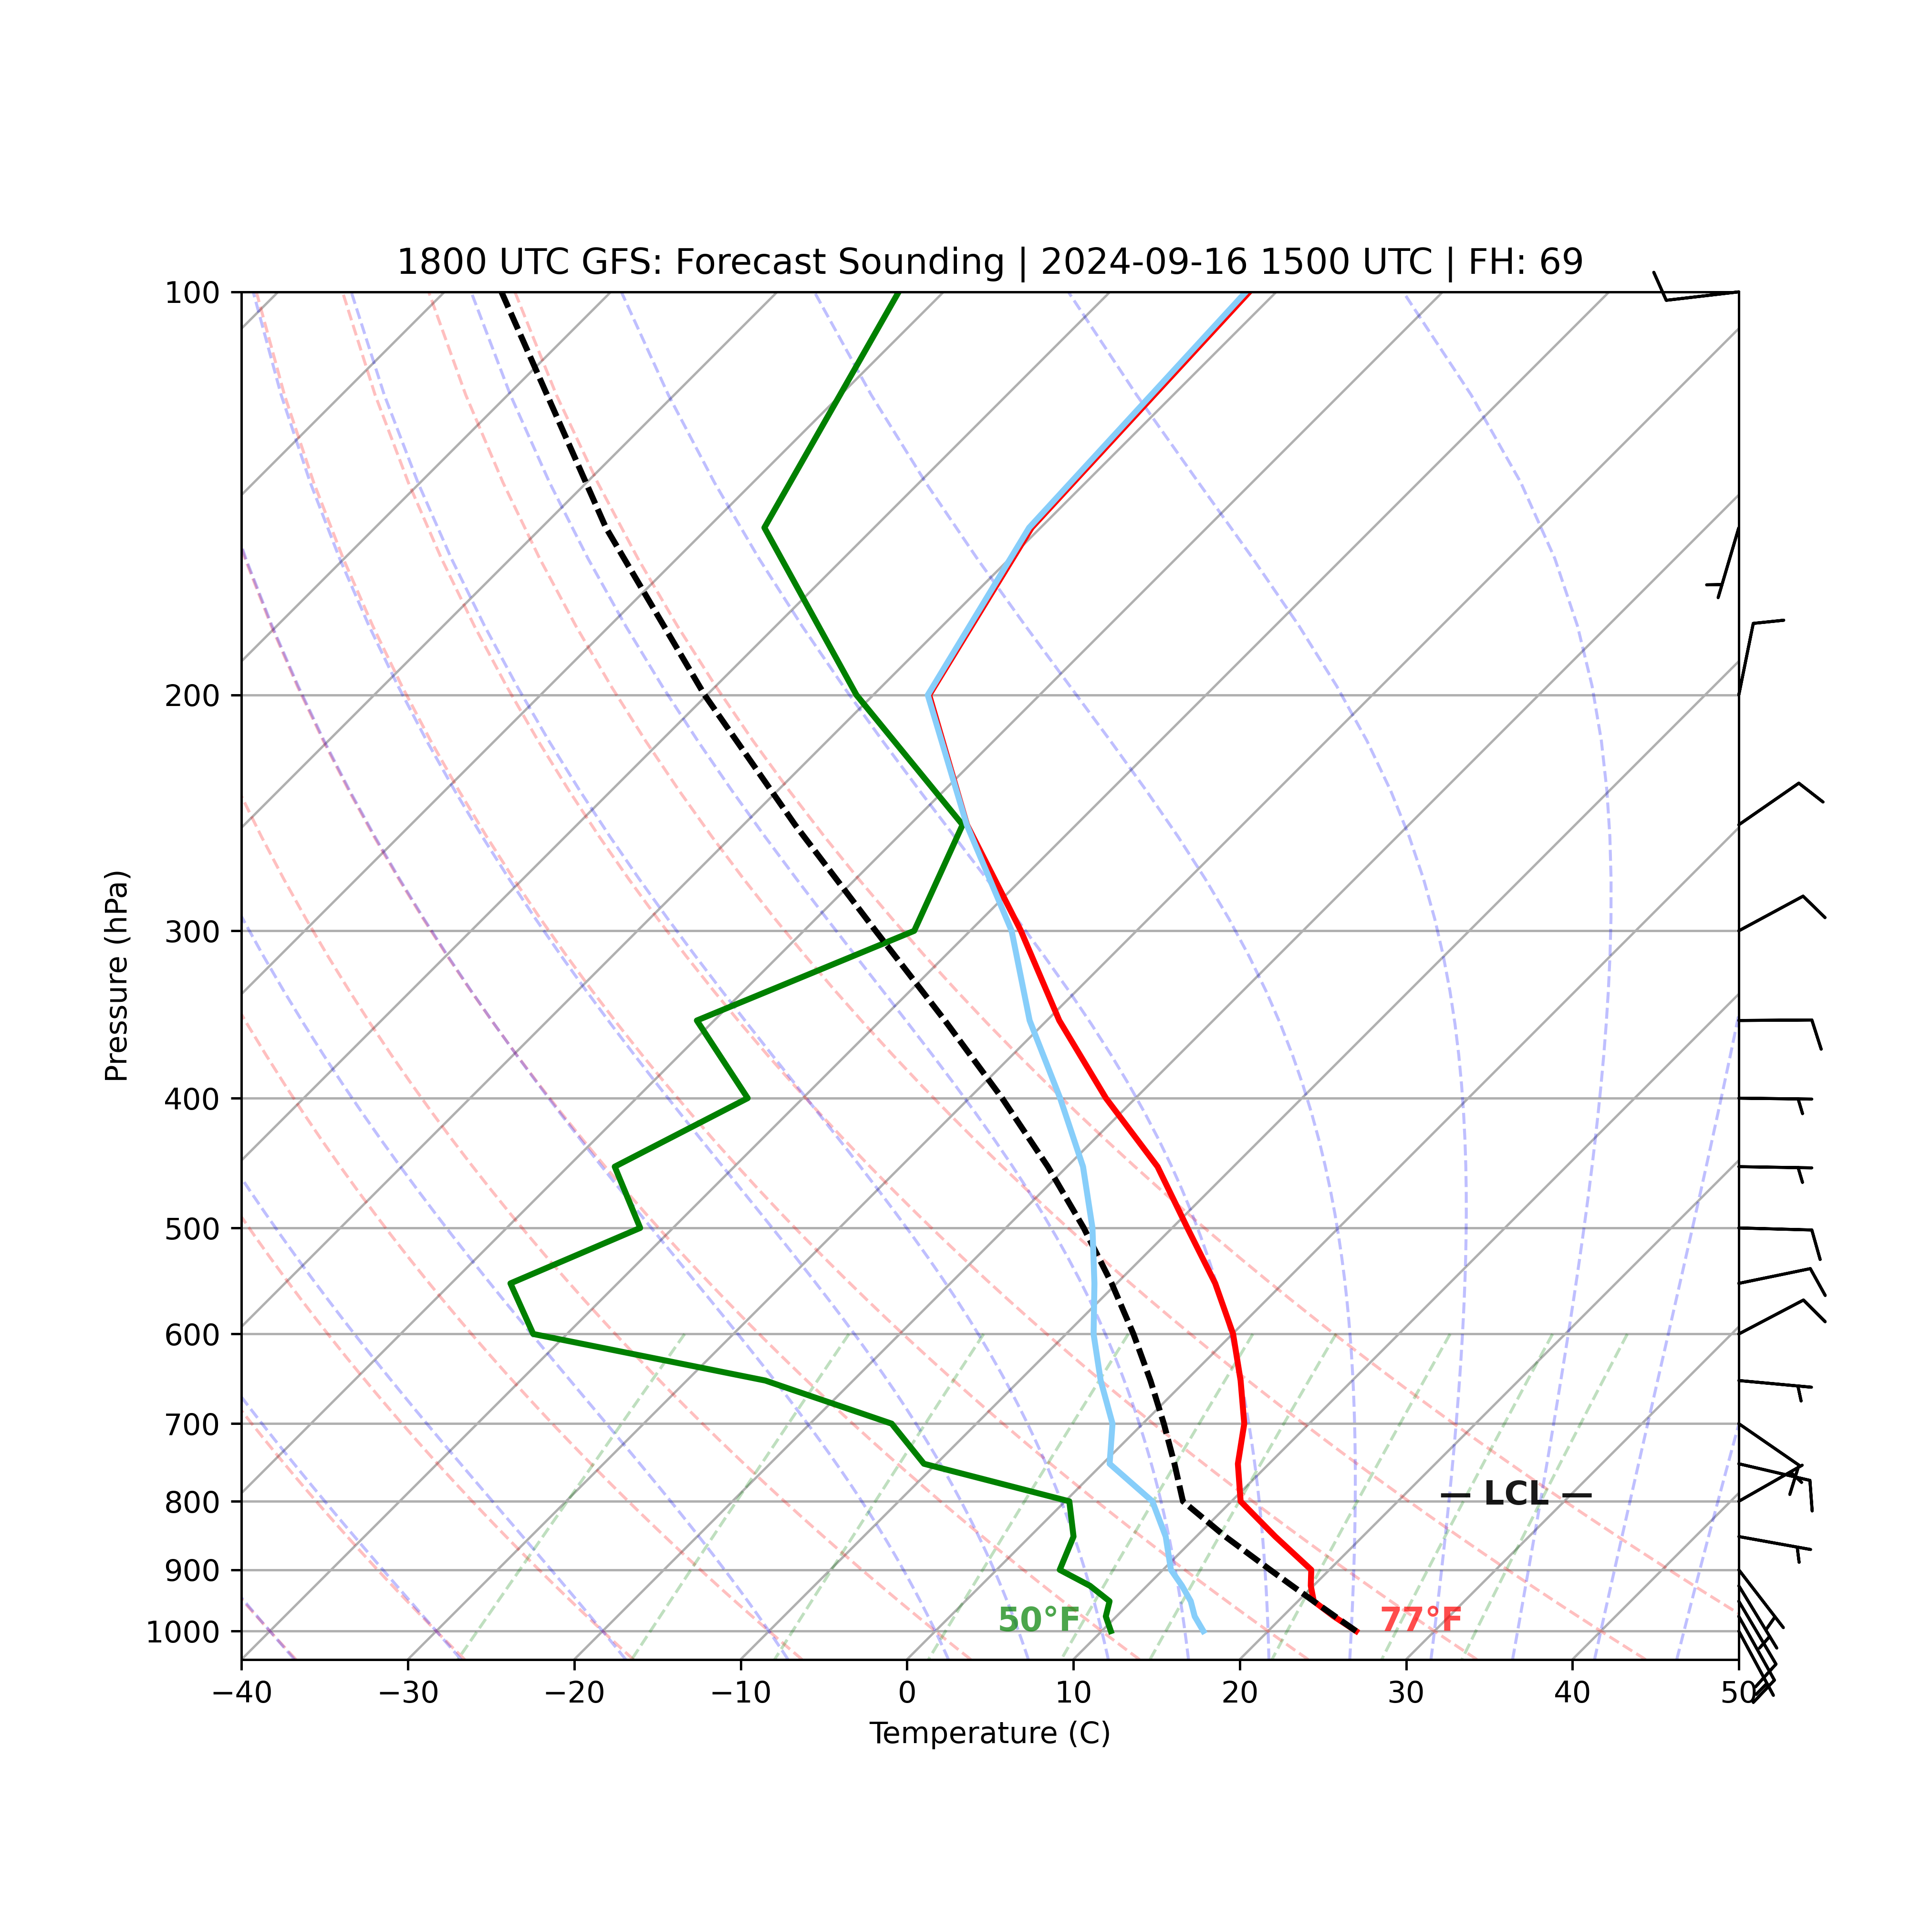 1800 UTC GFS: Forecast Sounding | 2024-09-16 1500 UTC | FH: 69
100
200
300
400
500
600
700
800
900
1000
Pressure (hPa)
— LCL —
50°F
77°F
−40 −30 −20 −10 0 10 20 30 40 50
Temperature (C)